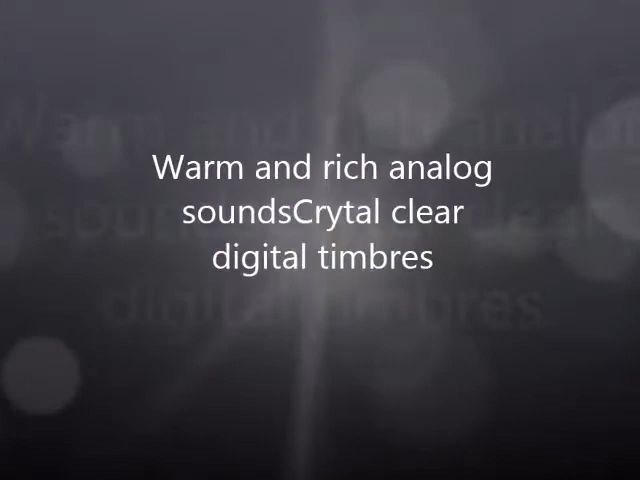 Warm and rich analog
soundsCrytal clear
digital timbres